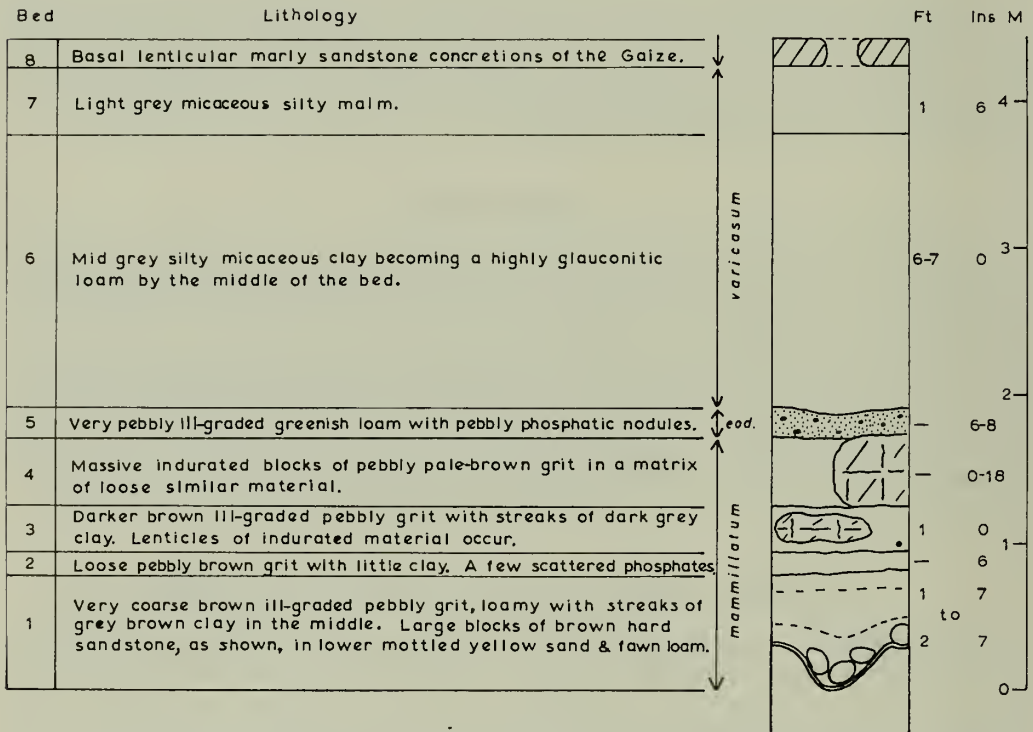 Bed Lithology Ft Ins M
8 Basal lenticular marly sandstone concretions of the Gaize.
7 Light grey micaceous silty malm. 1 6 4
varicasum
6 Mid grey silty micaceous clay becoming a highly glauconitic 6-7 0 3
loam by the middle of the bed.
2
5 Very pebbly ill-graded greenish loam with pebbly phosphatic nodules. eod. — 6-8
4 Massive indurated blocks of pebbly pale-brown grit in a matrix — 0-18
of loose similar material.
mammillatum
3 Darker brown ill-graded pebbly grit with streaks of dark grey 1 0 1
clay. Lenticles of indurated material occur.
2 Loose pebbly brown grit with little clay. A few scattered phosphates. — 6
1 Very coarse brown ill-graded pebbly grit, loamy with streaks of 1 7
grey brown clay in the middle. Large blocks of brown hard to
sandstone, as shown, in lower mottled yellow sand & fawn loam. 2 7
0